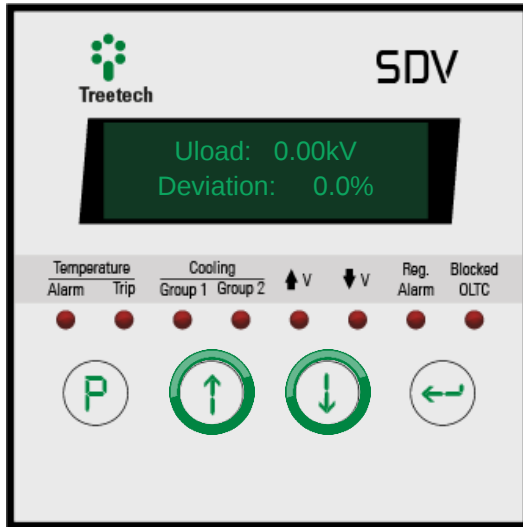 Treetech
SDV
Uload: 0.00kV
Deviation: 0.0%
Temperature
Alarm Trip
Cooling
Group 1 Group 2
V
V
Reg.
Alarm
Blocked
OLTC
P